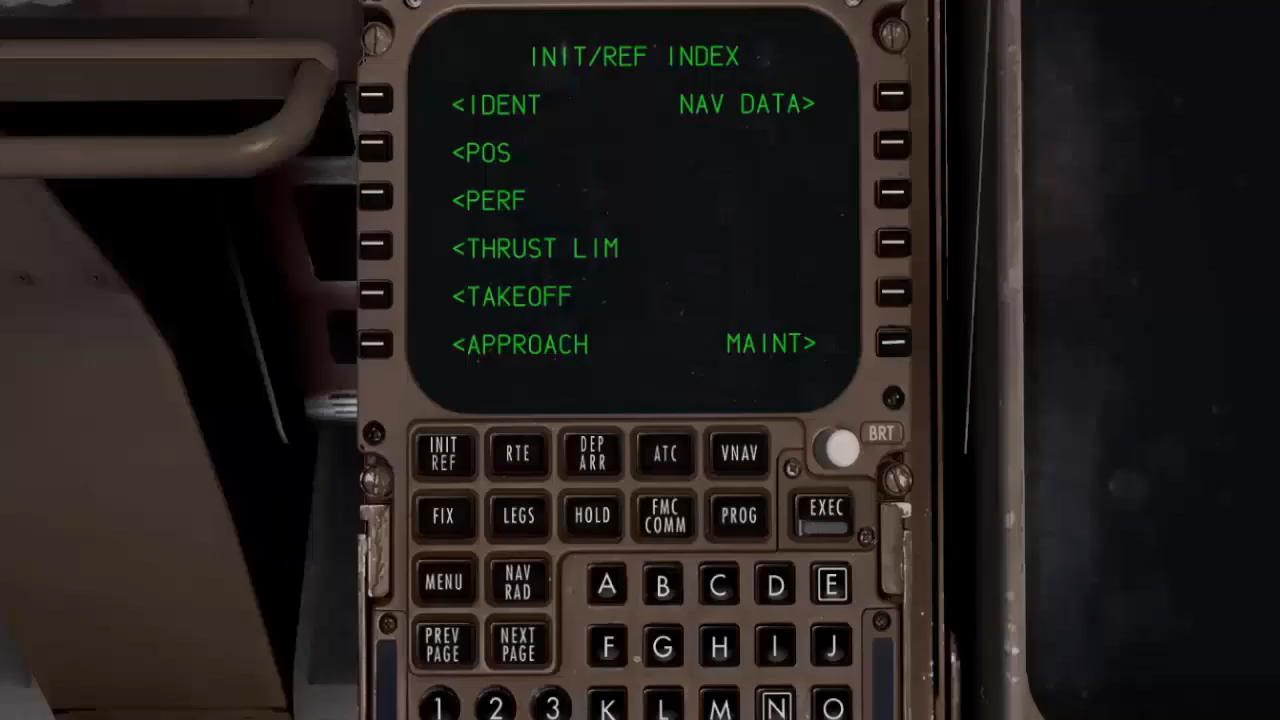 INIT/REF INDEX
<IDENT NAV DATA>
<POS
<PERF
<THRUST LIM
<TAKEOFF
<APPROACH MAINT>
BRT
INIT REF RTE DEP ARR ATC VNAV
FIX LEGS HOLD FMC COMM PROG EXEC
MENU NAV RAD A B C D E
PREV PAGE NEXT PAGE F G H I J
1 2 3 K L M N O